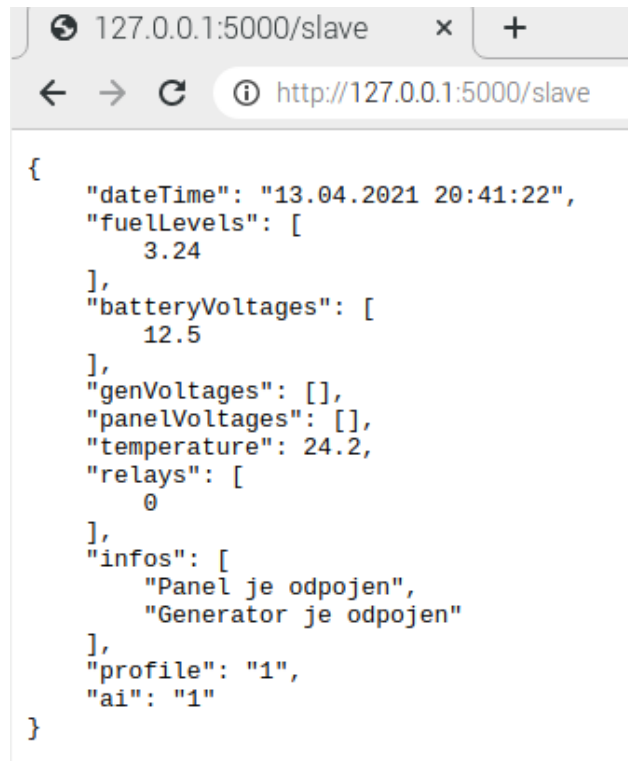 127.0.0.1:5000/slave
http://127.0.0.1:5000/slave
{
    "dateTime": "13.04.2021 20:41:22",
    "fuelLevels": [
        3.24
    ],
    "batteryVoltages": [
        12.5
    ],
    "genVoltages": [],
    "panelVoltages": [],
    "temperature": 24.2,
    "relays": [
        0
    ],
    "infos": [
        "Panel je odpojen",
        "Generator je odpojen"
    ],
    "profile": "1",
    "ai": "1"
}